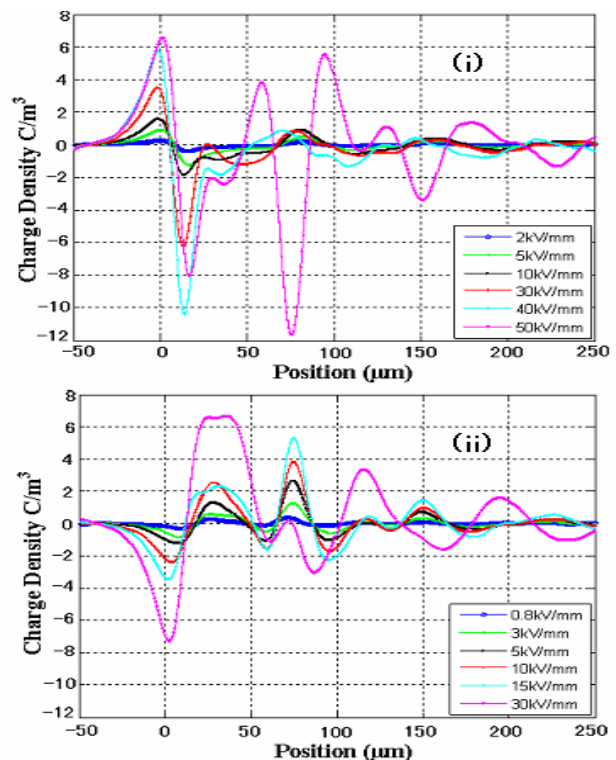 8
6
4
2
0
-2
-4
-6
-8
-10
-12
Charge Density C/m³
(i)
2kV/mm
5kV/mm
10kV/mm
30kV/mm
40kV/mm
50kV/mm
-50 0 50 100 150 200 250
Position (µm)
8
6
4
2
0
-2
-4
-6
-8
-10
-12
Charge Density C/m³
(ii)
0.8kV/mm
3kV/mm
5kV/mm
10kV/mm
15kV/mm
30kV/mm
-50 0 50 100 150 200 250
Position (µm)